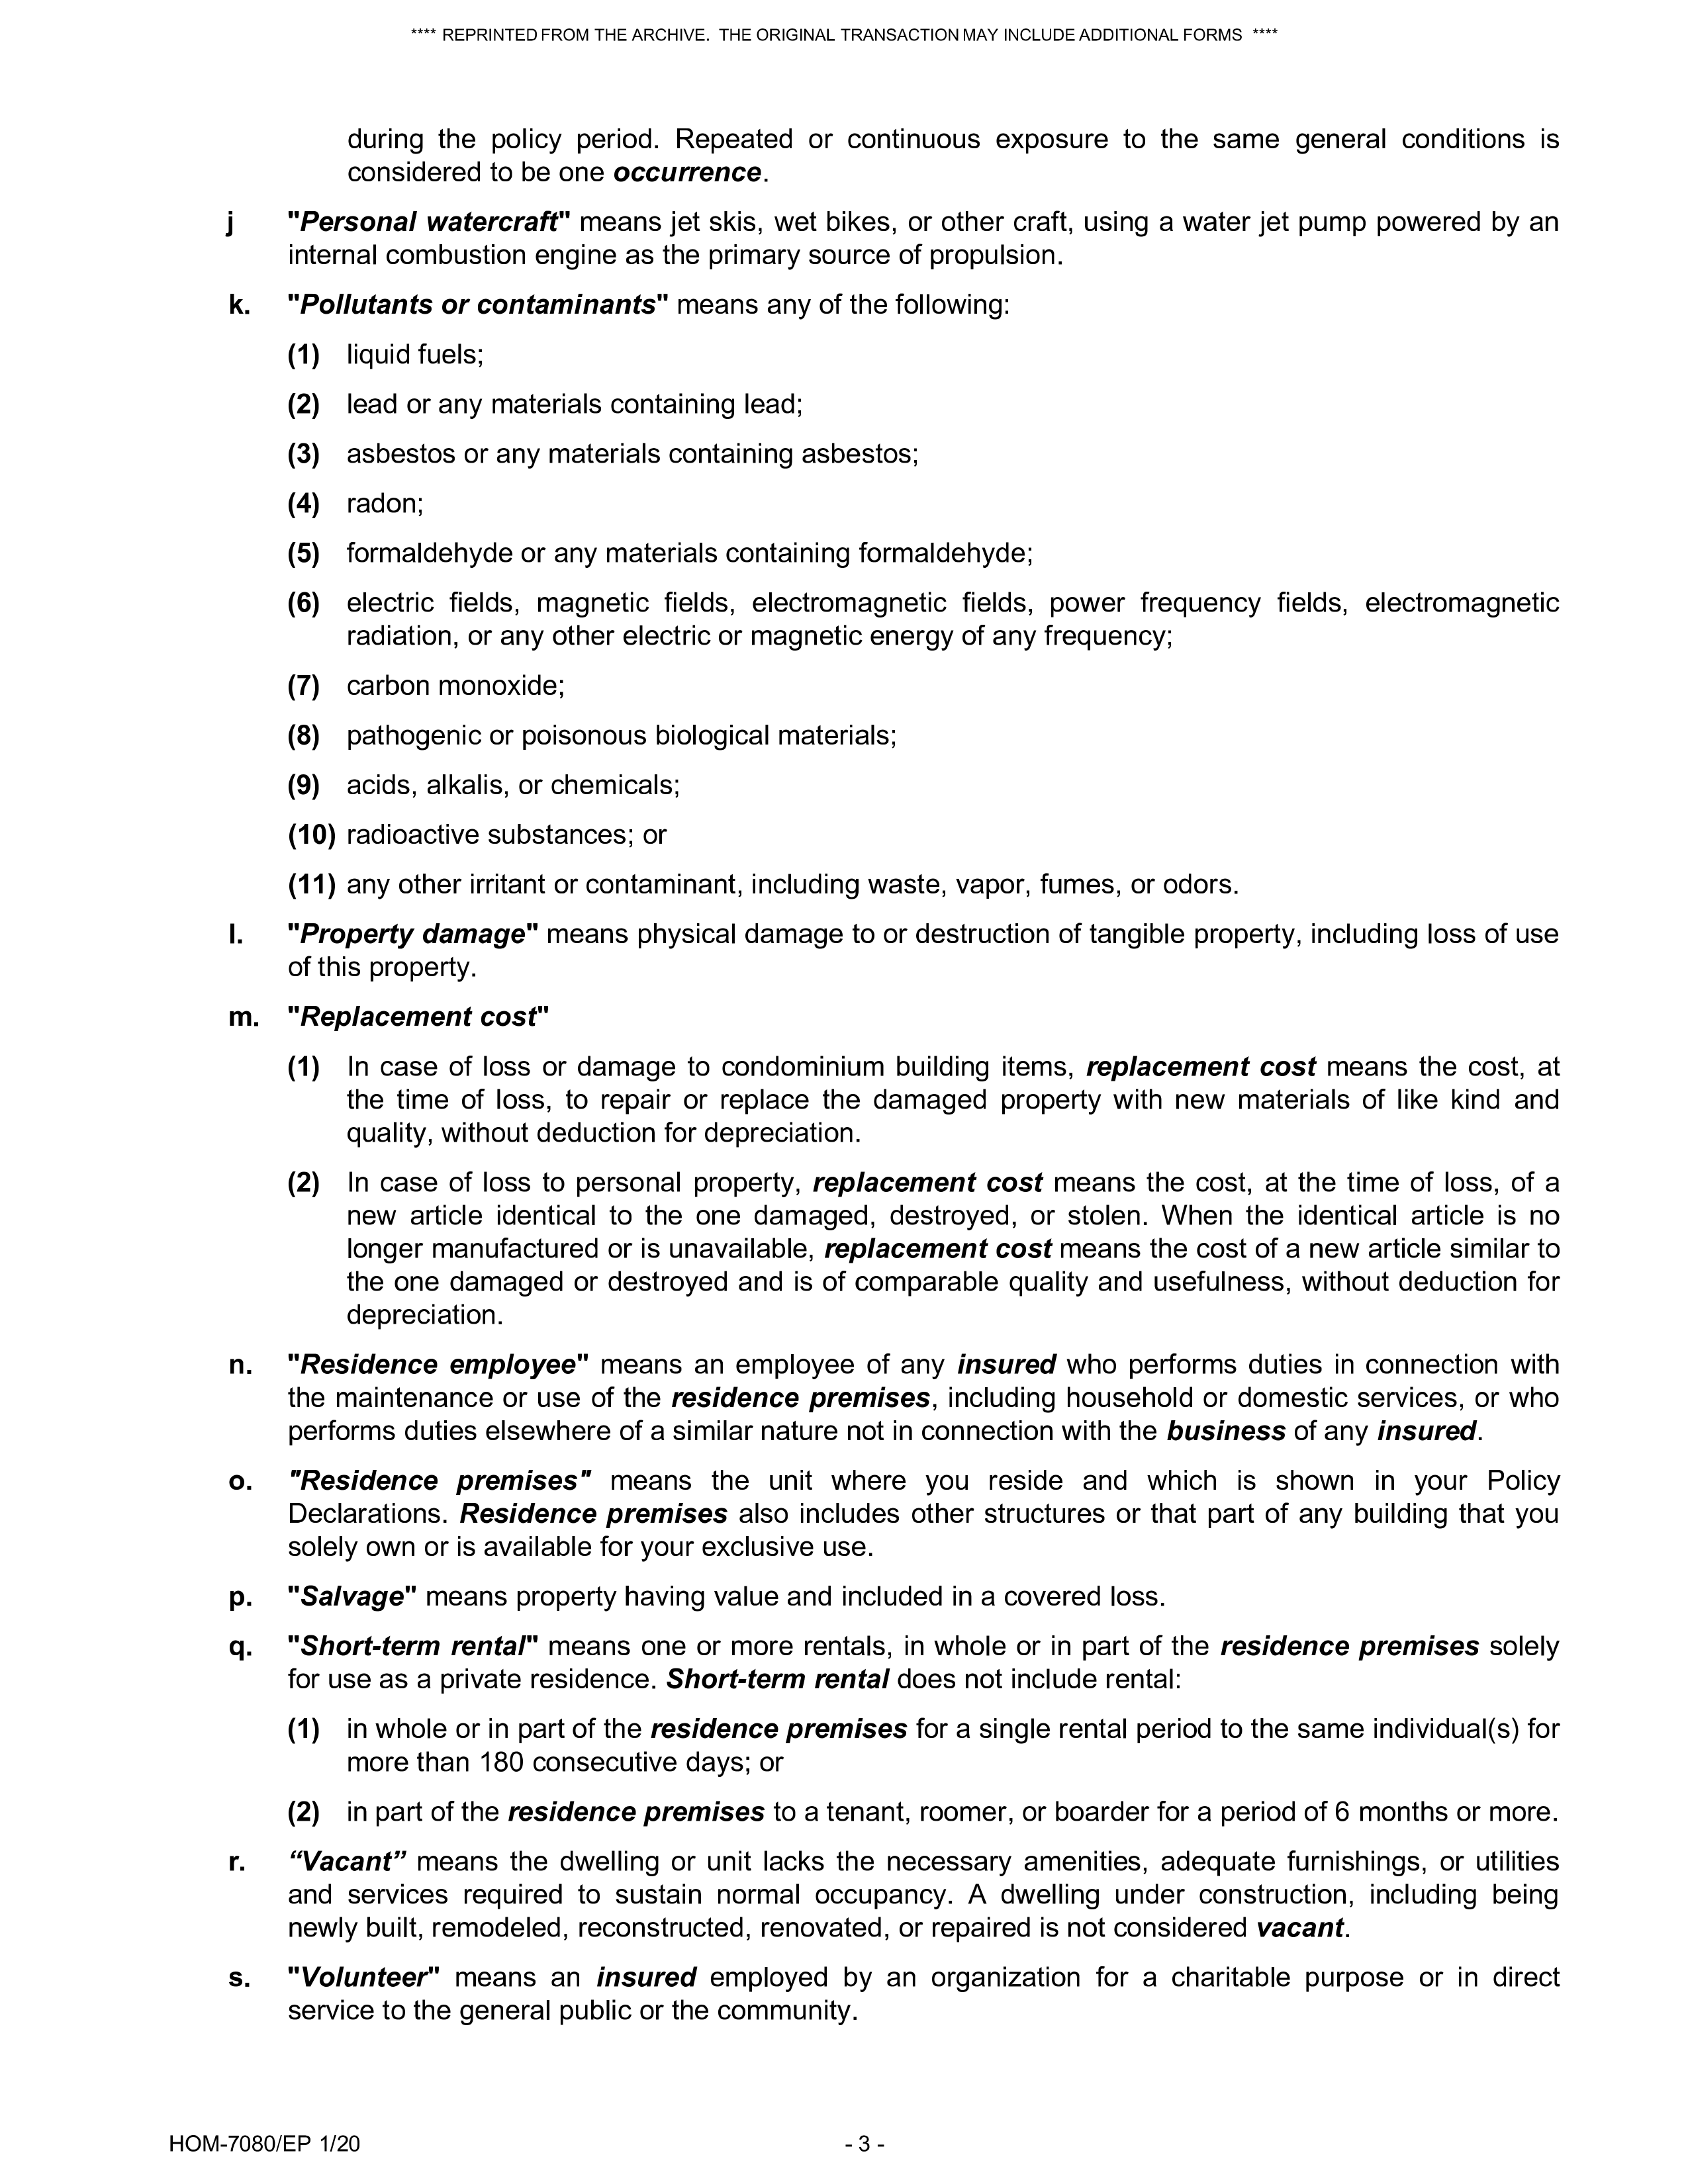 **** REPRINTED FROM THE ARCHIVE. THE ORIGINAL TRANSACTION MAY INCLUDE ADDITIONAL FORMS ****
during the policy period. Repeated or continuous exposure to the same general conditions is
considered to be one occurrence.
j "Personal watercraft" means jet skis, wet bikes, or other craft, using a water jet pump powered by an
internal combustion engine as the primary source of propulsion.
k. "Pollutants or contaminants" means any of the following:
(1) liquid fuels;
(2) lead or any materials containing lead;
(3) asbestos or any materials containing asbestos;
(4) radon;
(5) formaldehyde or any materials containing formaldehyde;
(6) electric fields, magnetic fields, electromagnetic fields, power frequency fields, electromagnetic
radiation, or any other electric or magnetic energy of any frequency;
(7) carbon monoxide;
(8) pathogenic or poisonous biological materials;
(9) acids, alkalis, or chemicals;
(10) radioactive substances; or
(11) any other irritant or contaminant, including waste, vapor, fumes, or odors.
l. "Property damage" means physical damage to or destruction of tangible property, including loss of use
of this property.
m. "Replacement cost"
(1) In case of loss or damage to condominium building items, replacement cost means the cost, at
the time of loss, to repair or replace the damaged property with new materials of like kind and
quality, without deduction for depreciation.
(2) In case of loss to personal property, replacement cost means the cost, at the time of loss, of a
new article identical to the one damaged, destroyed, or stolen. When the identical article is no
longer manufactured or is unavailable, replacement cost means the cost of a new article similar to
the one damaged or destroyed and is of comparable quality and usefulness, without deduction for
depreciation.
n. "Residence employee" means an employee of any insured who performs duties in connection with
the maintenance or use of the residence premises, including household or domestic services, or who
performs duties elsewhere of a similar nature not in connection with the business of any insured.
o. "Residence premises" means the unit where you reside and which is shown in your Policy
Declarations. Residence premises also includes other structures or that part of any building that you
solely own or is available for your exclusive use.
p. "Salvage" means property having value and included in a covered loss.
q. "Short-term rental" means one or more rentals, in whole or in part of the residence premises solely
for use as a private residence. Short-term rental does not include rental:
(1) in whole or in part of the residence premises for a single rental period to the same individual(s) for
more than 180 consecutive days; or
(2) in part of the residence premises to a tenant, roomer, or boarder for a period of 6 months or more.
r. “Vacant” means the dwelling or unit lacks the necessary amenities, adequate furnishings, or utilities
and services required to sustain normal occupancy. A dwelling under construction, including being
newly built, remodeled, reconstructed, renovated, or repaired is not considered vacant.
s. "Volunteer" means an insured employed by an organization for a charitable purpose or in direct
service to the general public or the community.
HOM-7080/EP 1/20
- 3 -